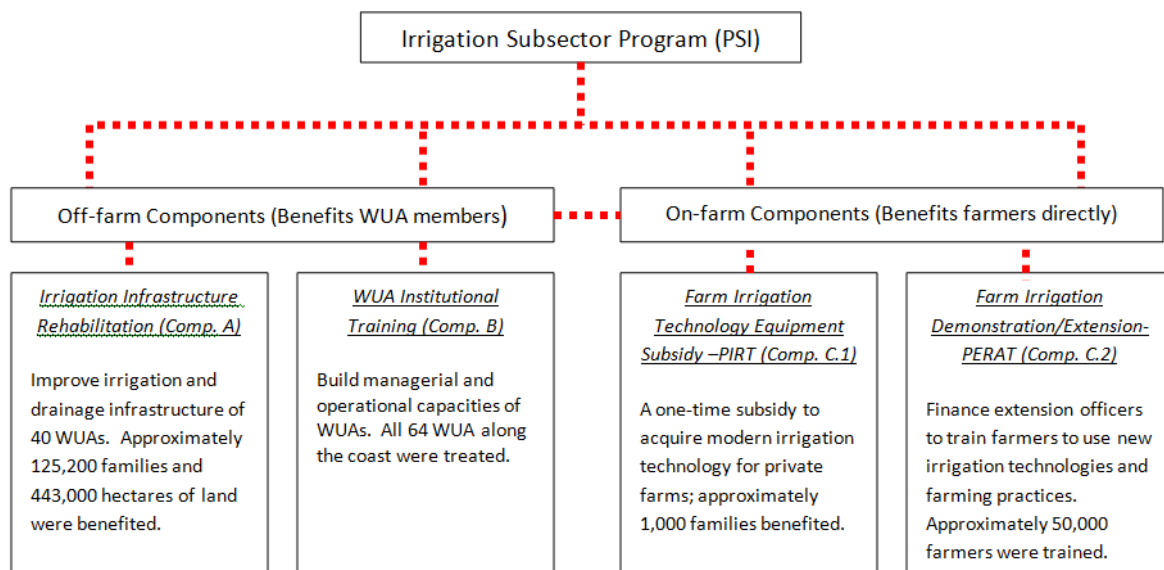 Irrigation Subsector Program (PSI)
Off-farm Components (Benefits WUA members)
On-farm Components (Benefits farmers directly)
Irrigation Infrastructure
Rehabilitation (Comp. A)
Improve irrigation and
drainage infrastructure of
40 WUAs. Approximately
125,200 families and
443,000 hectares of land
were benefited.
WUA Institutional
Training (Comp. B)
Build managerial and
operational capacities of
WUAs. All 64 WUA along
the coast were treated.
Farm Irrigation
Technology Equipment
Subsidy –PIRT (Comp. C.1)
A one-time subsidy to
acquire modern irrigation
technology for private
farms; approximately
1,000 families benefited.
Farm Irrigation
Demonstration/Extension-
PERAT (Comp. C.2)
Finance extension officers
to train farmers to use new
irrigation technologies and
farming practices.
Approximately 50,000
farmers were trained.